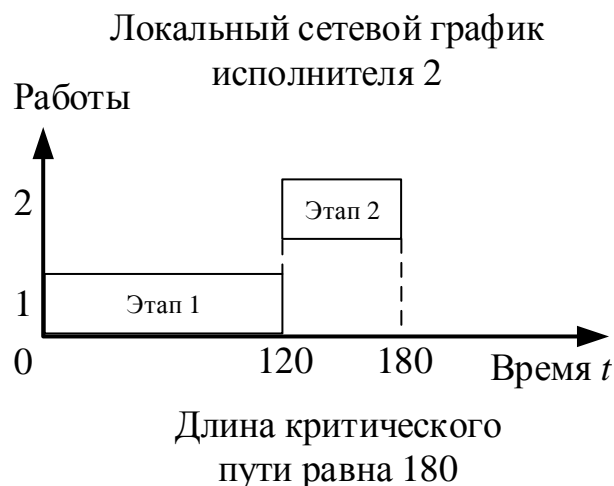 Локальный сетевой график
исполнителя 2
Работы
2
Этап 2
1
Этап 1
0
120
180
Время t
Длина критического
пути равна 180